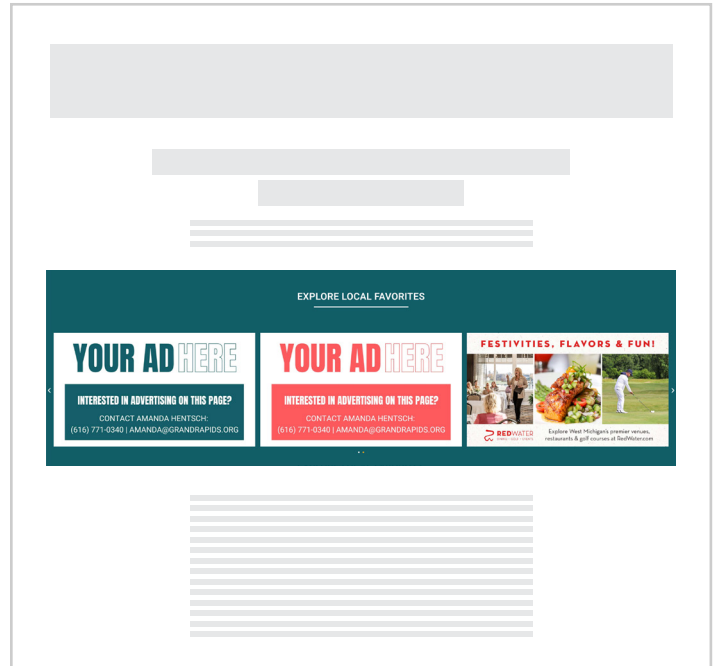 EXPLORE LOCAL FAVORITES
YOUR AD HERE
INTERESTED IN ADVERTISING ON THIS PAGE?
CONTACT AMANDA HENTSCH:
(616) 771-0340 | AMANDA@GRANDRAPIDS.ORG
YOUR AD HERE
INTERESTED IN ADVERTISING ON THIS PAGE?
CONTACT AMANDA HENTSCH:
(616) 771-0340 | AMANDA@GRANDRAPIDS.ORG
FESTIVITIES, FLAVORS & FUN!
REDWATER
Explore West Michigan's premier venues,
restaurants & golf courses at RedWater.com